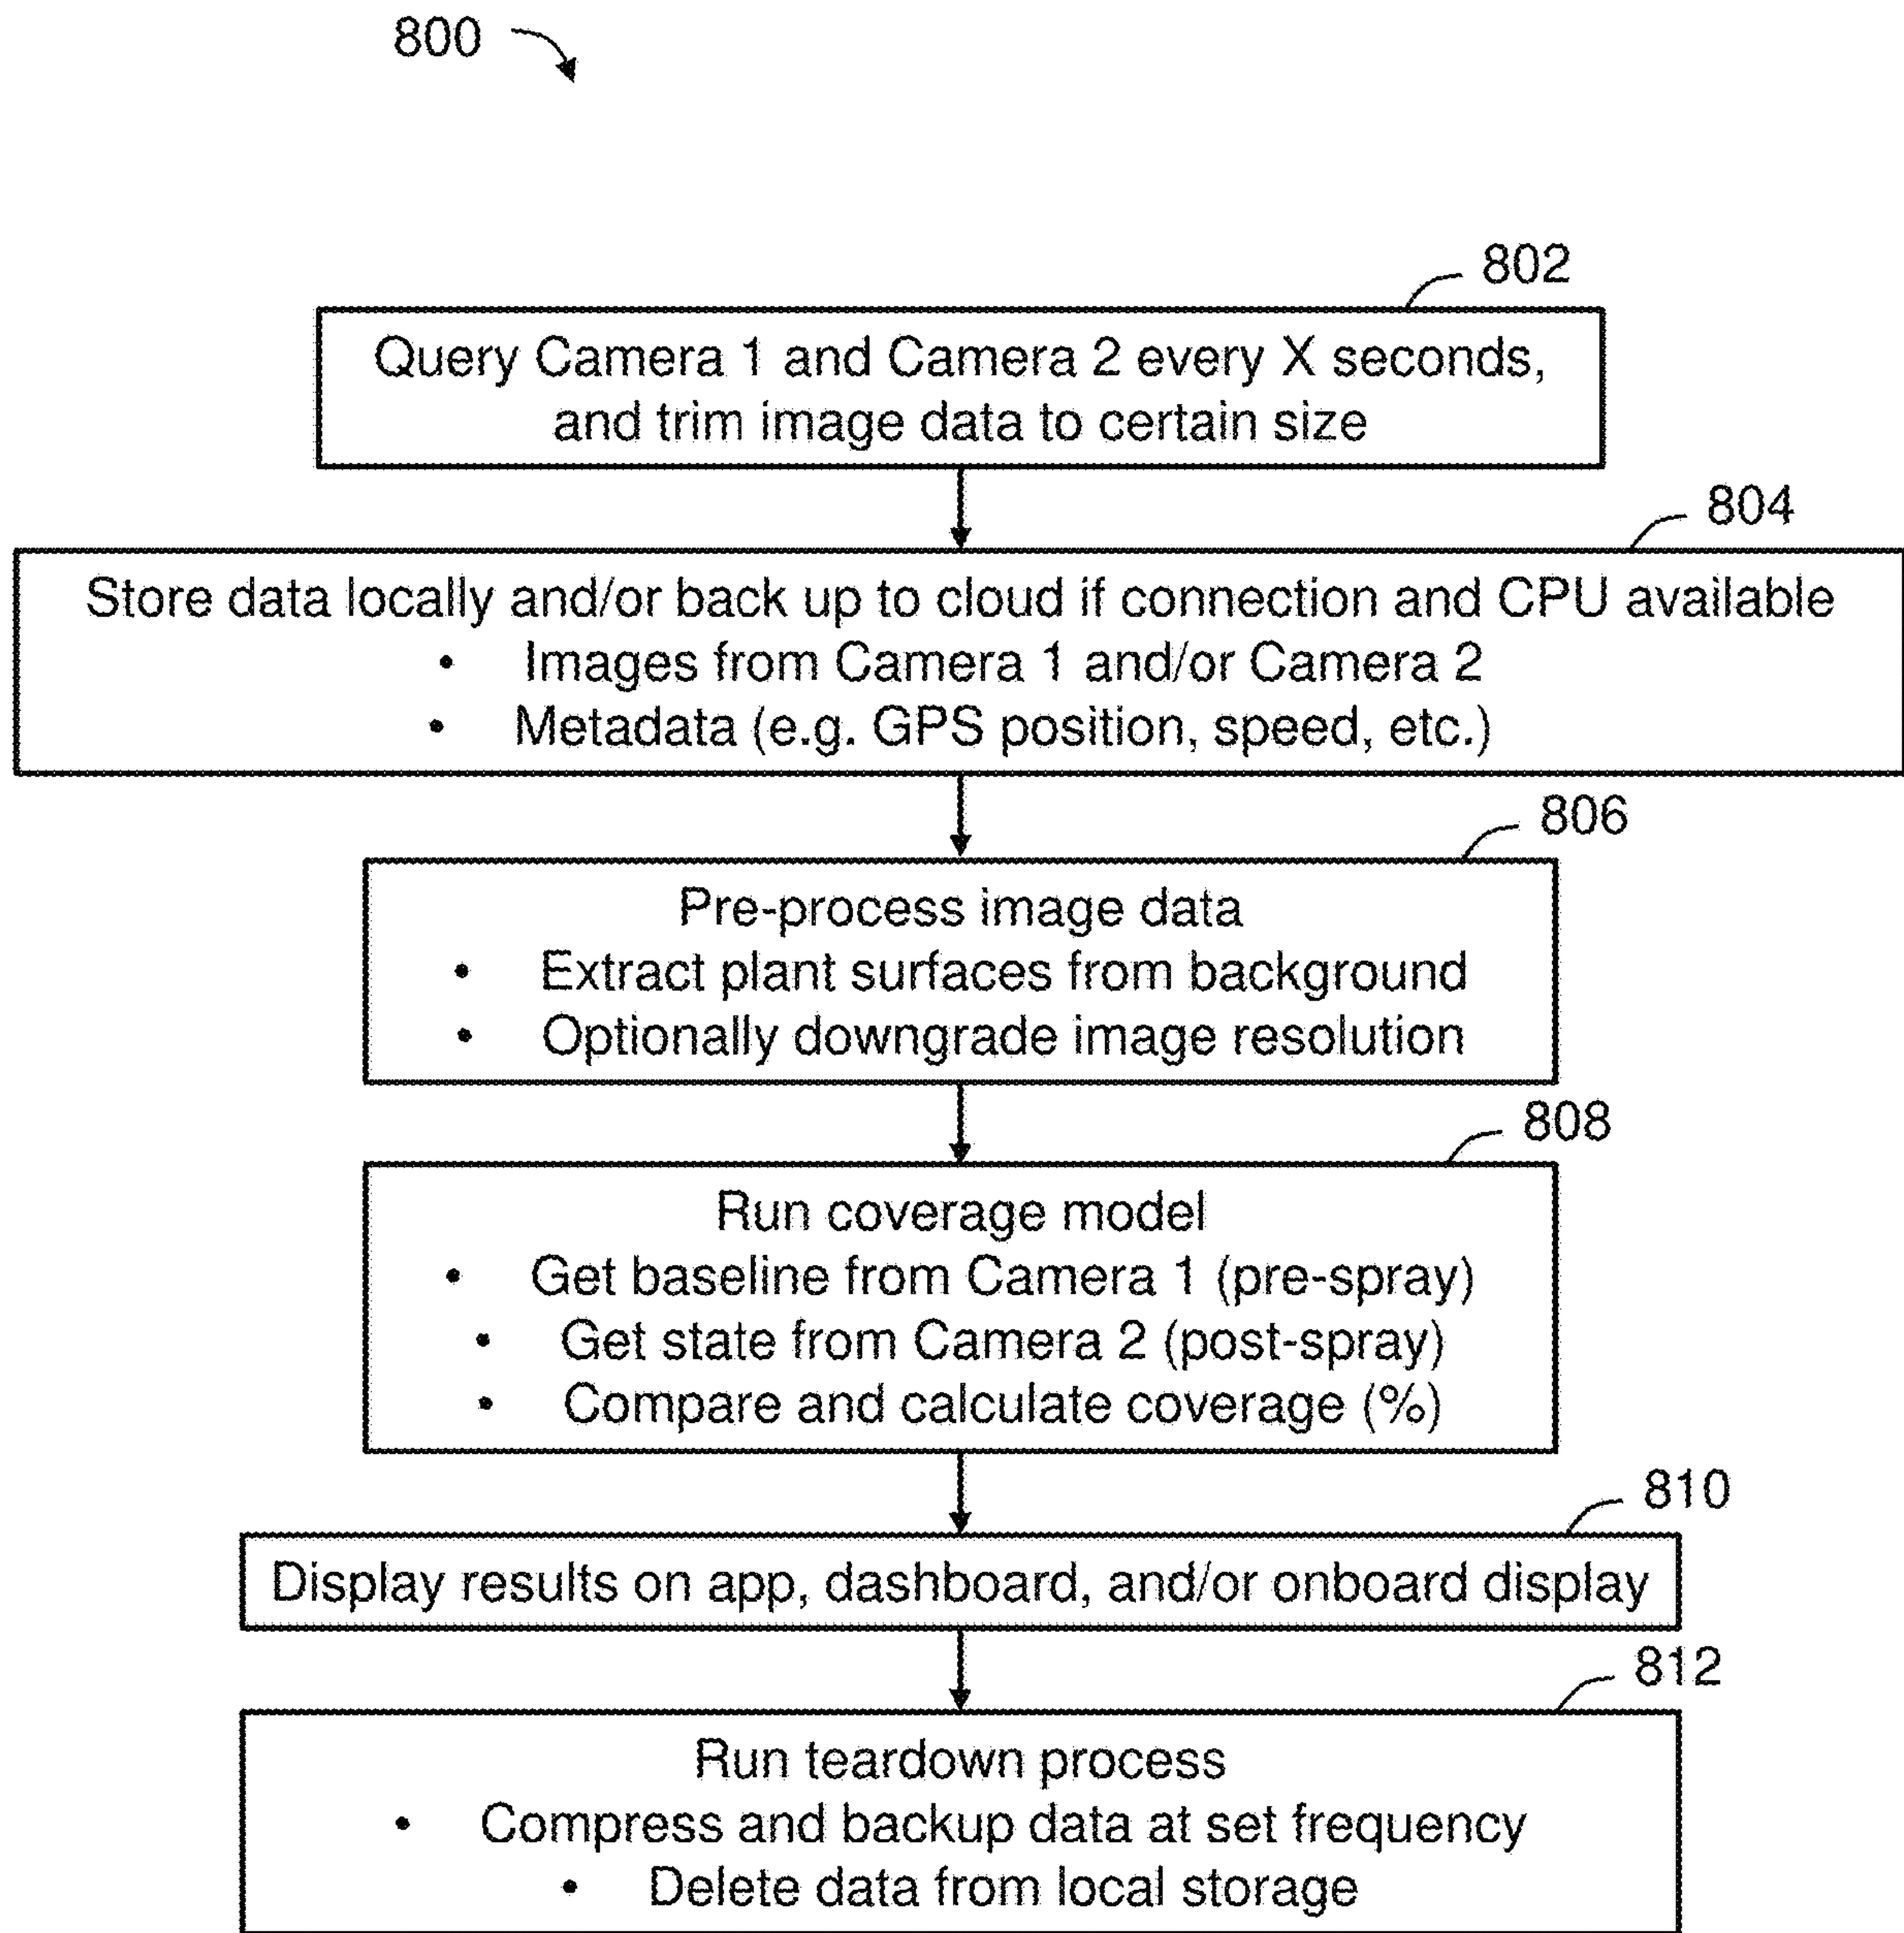 800
802
Query Camera 1 and Camera 2 every X seconds,
and trim image data to certain size
804
Store data locally and/or back up to cloud if connection and CPU available
• Images from Camera 1 and/or Camera 2
• Metadata (e.g. GPS position, speed, etc.)
806
Pre-process image data
• Extract plant surfaces from background
• Optionally downgrade image resolution
808
Run coverage model
• Get baseline from Camera 1 (pre-spray)
• Get state from Camera 2 (post-spray)
• Compare and calculate coverage (%)
810
Display results on app, dashboard, and/or onboard display
812
Run teardown process
• Compress and backup data at set frequency
• Delete data from local storage